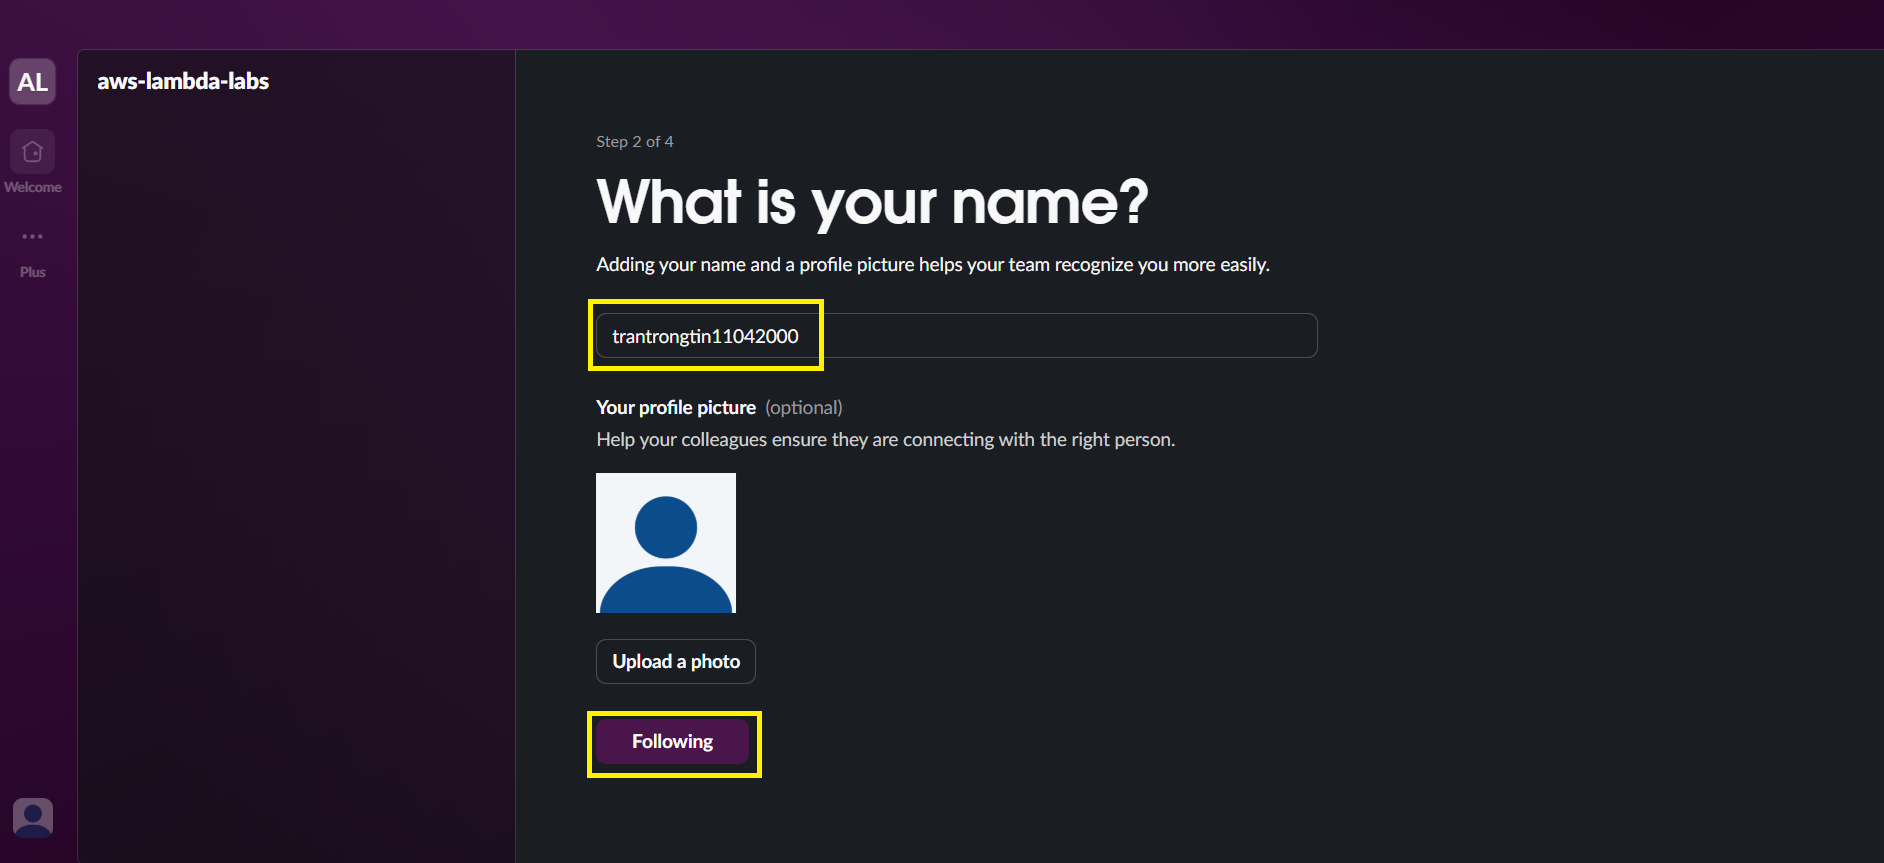 AL
aws-lambda-labs
Welcome
Plus
Step 2 of 4
What is your name?
Adding your name and a profile picture helps your team recognize you more easily.
trantrongtin11042000
Your profile picture (optional)
Help your colleagues ensure they are connecting with the right person.
Upload a photo
Following